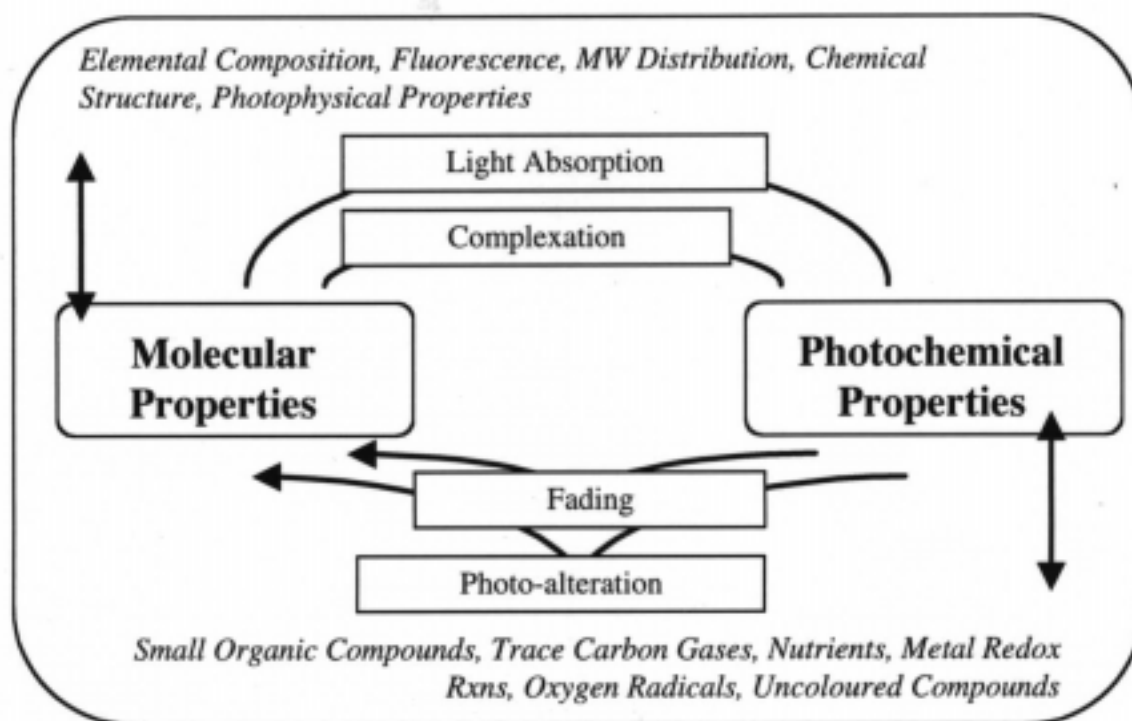 Elemental Composition, Fluorescence, MW Distribution, Chemical
Structure, Photophysical Properties
Light Absorption
Complexation
Molecular
Properties
Photochemical
Properties
Fading
Photo-alteration
Small Organic Compounds, Trace Carbon Gases, Nutrients, Metal Redox
Rxns, Oxygen Radicals, Uncoloured Compounds